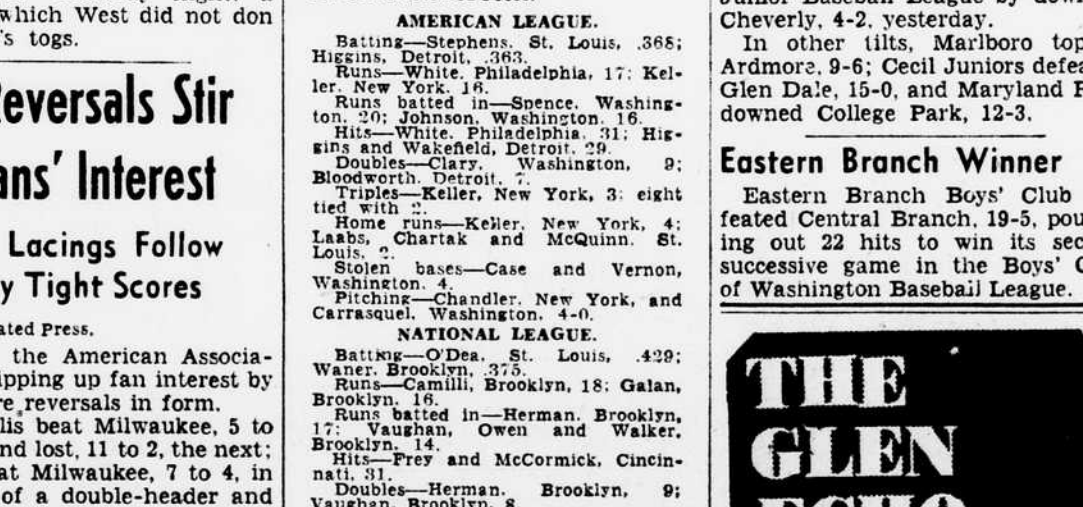 which West did not don
's togs.
eversals Stir
ans' Interest
Lacings Follow
y Tight Scores
ated Press.
the American Associa-
ipping up fan interest by
re reversals in form.
lis beat Milwaukee, 5 to
nd lost, 11 to 2, the next;
at Milwaukee, 7 to 4, in
of a double-header and
AMERICAN LEAGUE.
Batting—Stephens, St. Louis, .368;
Higgins, Detroit, .363.
Runs—White, Philadelphia, 17; Kel-
ler, New York, 16.
Runs batted in—Spence, Washing-
ton, 20; Johnson, Washington, 16.
Hits—White, Philadelphia, 31; Hig-
gins and Wakefield, Detroit, 29.
Doubles—Clary, Washington, 9;
Bloodworth, Detroit, 7.
Triples—Keller, New York, 3; eight
tied with 2.
Home runs—Keller, New York, 4;
Laabs, Chartak and McQuinn, St.
Louis, 2.
Stolen bases—Case and Vernon,
Washington, 4.
Pitching—Chandler, New York, and
Carrasquel, Washington, 4-0.
NATIONAL LEAGUE.
Batting—O'Dea, St. Louis, .429;
Waner, Brooklyn, .375.
Runs—Camilli, Brooklyn, 18; Galan,
Brooklyn, 16.
Runs batted in—Herman, Brooklyn,
17; Vaughan, Owen and Walker,
Brooklyn, 14.
Hits—Frey and McCormick, Cincin-
nati, 31.
Doubles—Herman, Brooklyn, 9;
Vaughan, Brooklyn, 8.
Cheverly, 4-2, yesterday.
In other tilts, Marlboro top
Ardmore, 9-6; Cecil Juniors defea
Glen Dale, 15-0, and Maryland P
downed College Park, 12-3.
Eastern Branch Winner
Eastern Branch Boys' Club
feated Central Branch, 19-5, pou
ing out 22 hits to win its sec
successive game in the Boys' C
of Washington Baseball League.
THE
GLEN
ECHO